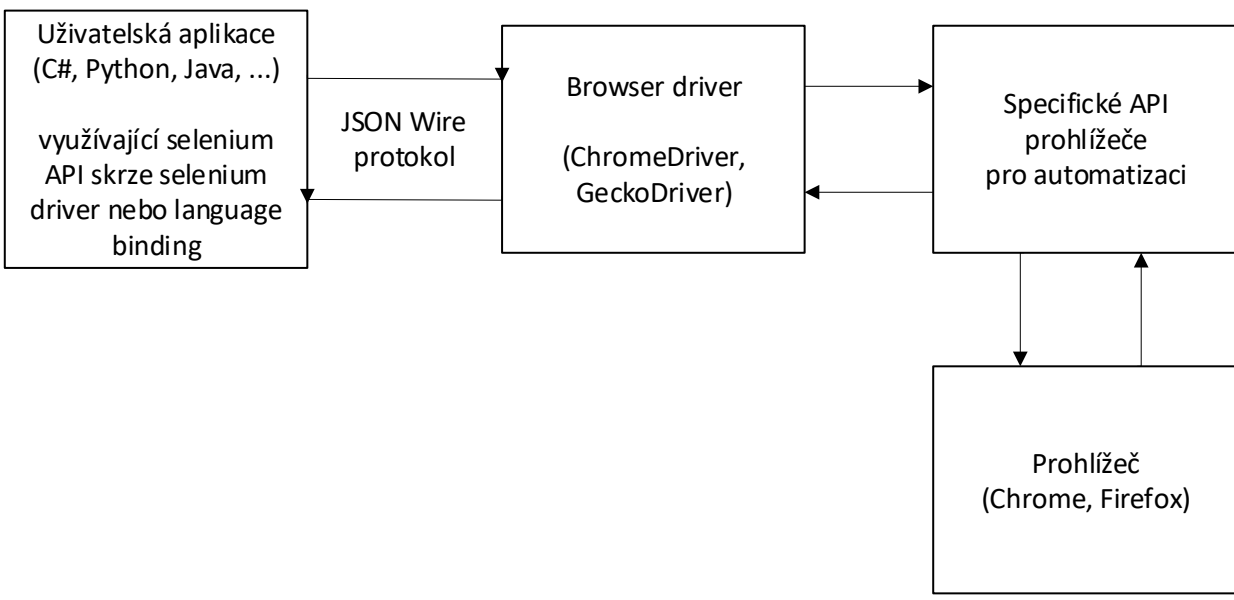 Uživatelská aplikace
(C#, Python, Java, ...)
využívající selenium
API skrze selenium
driver nebo language
binding
JSON Wire
protokol
Browser driver
(ChromeDriver,
GeckoDriver)
Specifické API
prohlížeče
pro automatizaci
Prohlížeč
(Chrome, Firefox)